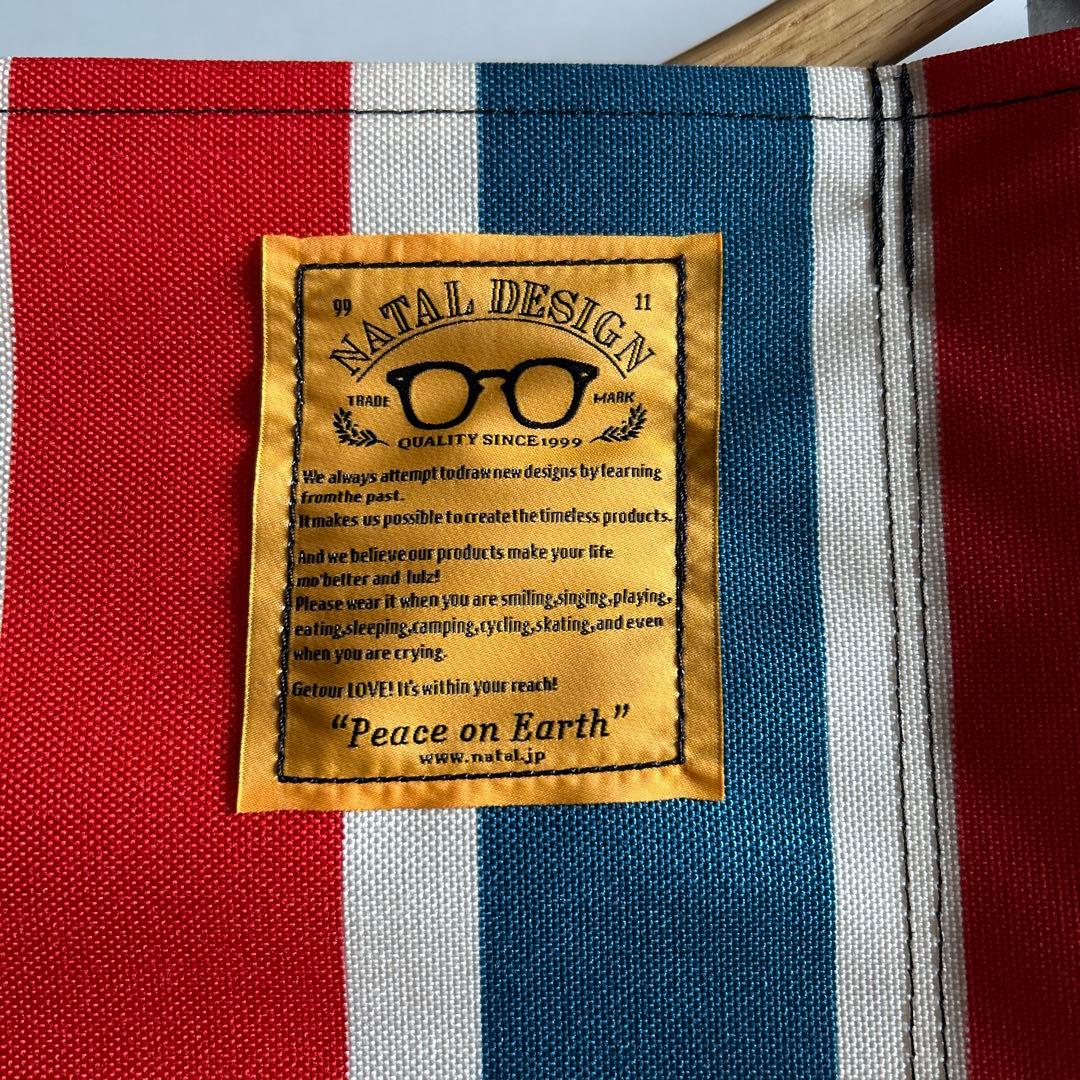 99 11
NATAL DESIGN
TRADE MARK
QUALITY SINCE 1999
We always attempt to draw new designs by learning
from the past.
It makes us possible to create the timeless products.
And we believe our products make your life
mo'better and lulz!
Please wear it when you are smiling,singing,playing,
eating,sleeping,camping,cycling,skating,and even
when you are crying.
Get our LOVE! It's within your reach!
“Peace on Earth”
www.natal.jp